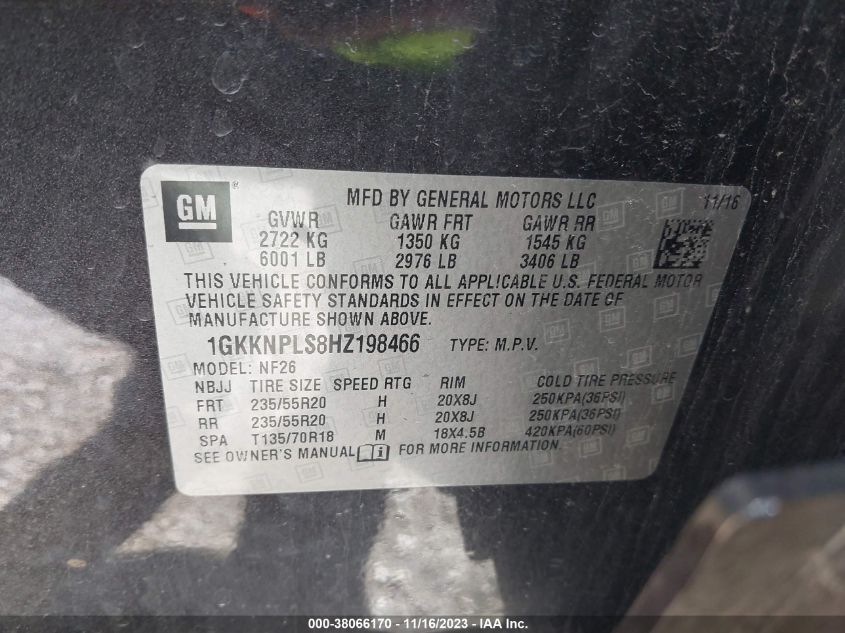 GM ® MFD BY GENERAL MOTORS LLC 11/16
GVWR GAWR FRT GAWR RR
2722 KG 1350 KG 1545 KG
6001 LB 2976 LB 3406 LB
THIS VEHICLE CONFORMS TO ALL APPLICABLE U.S. FEDERAL MOTOR
VEHICLE SAFETY STANDARDS IN EFFECT ON THE DATE OF
MANUFACTURE SHOWN ABOVE.
1GKKNPLS8HZ198466 TYPE: M.P.V.
MODEL: NF26
NBJJ TIRE SIZE SPEED RTG RIM COLD TIRE PRESSURE
FRT 235/55R20 H 20X8J 250KPA(36PSI)
RR 235/55R20 H 20X8J 250KPA(36PSI)
SPA T135/70R18 M 18X4.5B 420KPA(60PSI)
SEE OWNER'S MANUAL i FOR MORE INFORMATION.
000-38066170 - 11/16/2023 - IAA Inc.